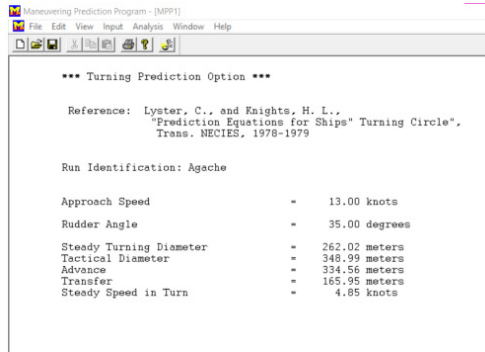 Maneuvering Prediction Program - [MPP1]
File Edit View Input Analysis Window Help
*** Turning Prediction Option ***
Reference: Lyster, C., and Knights, H. L.,
"Prediction Equations for Ships" Turning Circle",
Trans. NECIES, 1978-1979
Run Identification: Agache
Approach Speed = 13.00 knots
Rudder Angle = 35.00 degrees
Steady Turning Diameter = 262.02 meters
Tactical Diameter = 348.99 meters
Advance = 334.56 meters
Transfer = 165.95 meters
Steady Speed in Turn = 4.85 knots